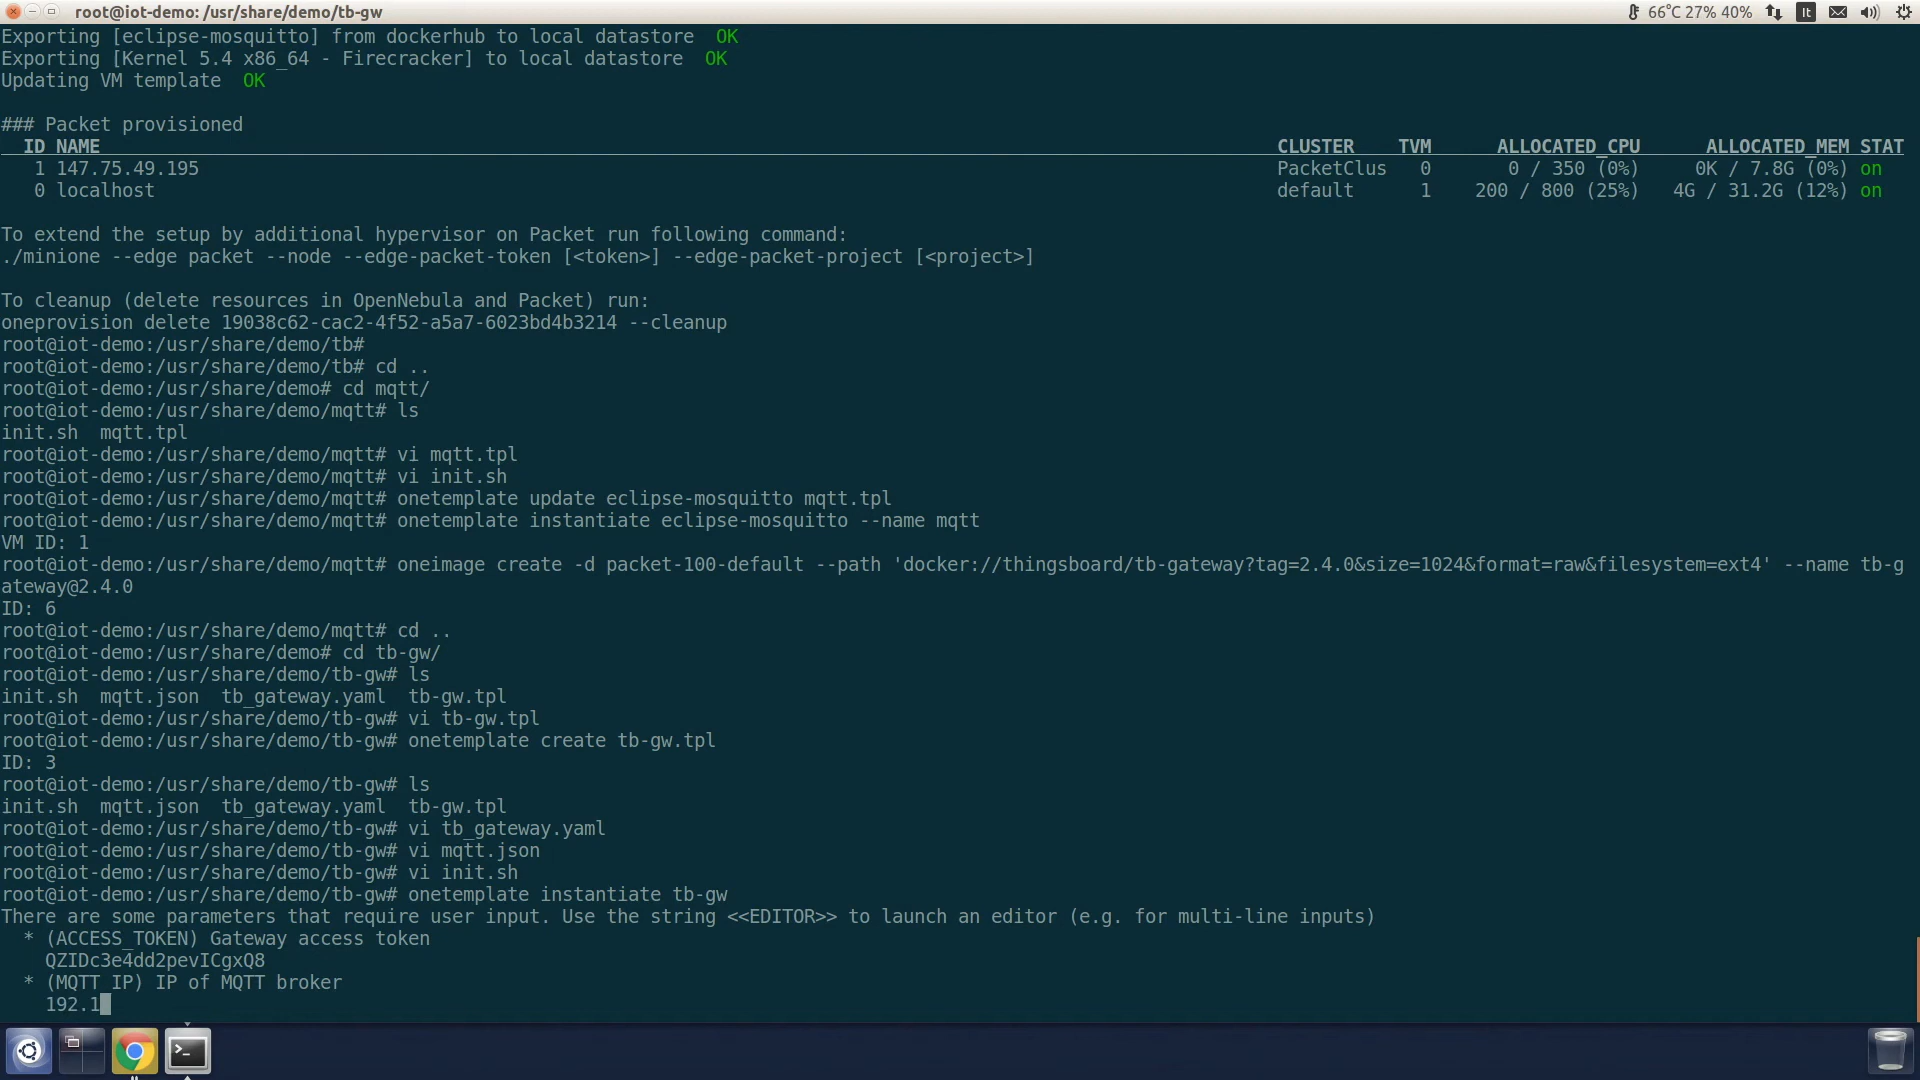 root@iot-demo: /usr/share/demo/tb-gw
66°C 27% 40%
It
Exporting [eclipse-mosquitto] from dockerhub to local datastore  OK
Exporting [Kernel 5.4 x86_64 - Firecracker] to local datastore  OK
Updating VM template  OK
### Packet provisioned
ID NAME CLUSTER TVM ALLOCATED_CPU ALLOCATED_MEM STAT
1 147.75.49.195 PacketClus 0 0 / 350 (0%) 0K / 7.8G (0%) on
0 localhost default 1 200 / 800 (25%) 4G / 31.2G (12%) on
To extend the setup by additional hypervisor on Packet run following command:
./minione --edge packet --node --edge-packet-token [<token>] --edge-packet-project [<project>]
To cleanup (delete resources in OpenNebula and Packet) run:
oneprovision delete 19038c62-cac2-4f52-a5a7-6023bd4b3214 --cleanup
root@iot-demo:/usr/share/demo/tb#
root@iot-demo:/usr/share/demo/tb# cd ..
root@iot-demo:/usr/share/demo# cd mqtt/
root@iot-demo:/usr/share/demo/mqtt# ls
init.sh  mqtt.tpl
root@iot-demo:/usr/share/demo/mqtt# vi mqtt.tpl
root@iot-demo:/usr/share/demo/mqtt# vi init.sh
root@iot-demo:/usr/share/demo/mqtt# onetemplate update eclipse-mosquitto mqtt.tpl
root@iot-demo:/usr/share/demo/mqtt# onetemplate instantiate eclipse-mosquitto --name mqtt
VM ID: 1
root@iot-demo:/usr/share/demo/mqtt# oneimage create -d packet-100-default --path 'docker://thingsboard/tb-gateway?tag=2.4.0&size=1024&format=raw&filesystem=ext4' --name tb-g
ateway@2.4.0
ID: 6
root@iot-demo:/usr/share/demo/mqtt# cd ..
root@iot-demo:/usr/share/demo# cd tb-gw/
root@iot-demo:/usr/share/demo/tb-gw# ls
init.sh  mqtt.json  tb_gateway.yaml  tb-gw.tpl
root@iot-demo:/usr/share/demo/tb-gw# vi tb-gw.tpl
root@iot-demo:/usr/share/demo/tb-gw# onetemplate create tb-gw.tpl
ID: 3
root@iot-demo:/usr/share/demo/tb-gw# ls
init.sh  mqtt.json  tb_gateway.yaml  tb-gw.tpl
root@iot-demo:/usr/share/demo/tb-gw# vi tb_gateway.yaml
root@iot-demo:/usr/share/demo/tb-gw# vi mqtt.json
root@iot-demo:/usr/share/demo/tb-gw# vi init.sh
root@iot-demo:/usr/share/demo/tb-gw# onetemplate instantiate tb-gw
There are some parameters that require user input. Use the string <<EDITOR>> to launch an editor (e.g. for multi-line inputs)
* (ACCESS_TOKEN) Gateway access token
QZIDc3e4dd2pevICgxQ8
* (MQTT_IP) IP of MQTT broker
192.1